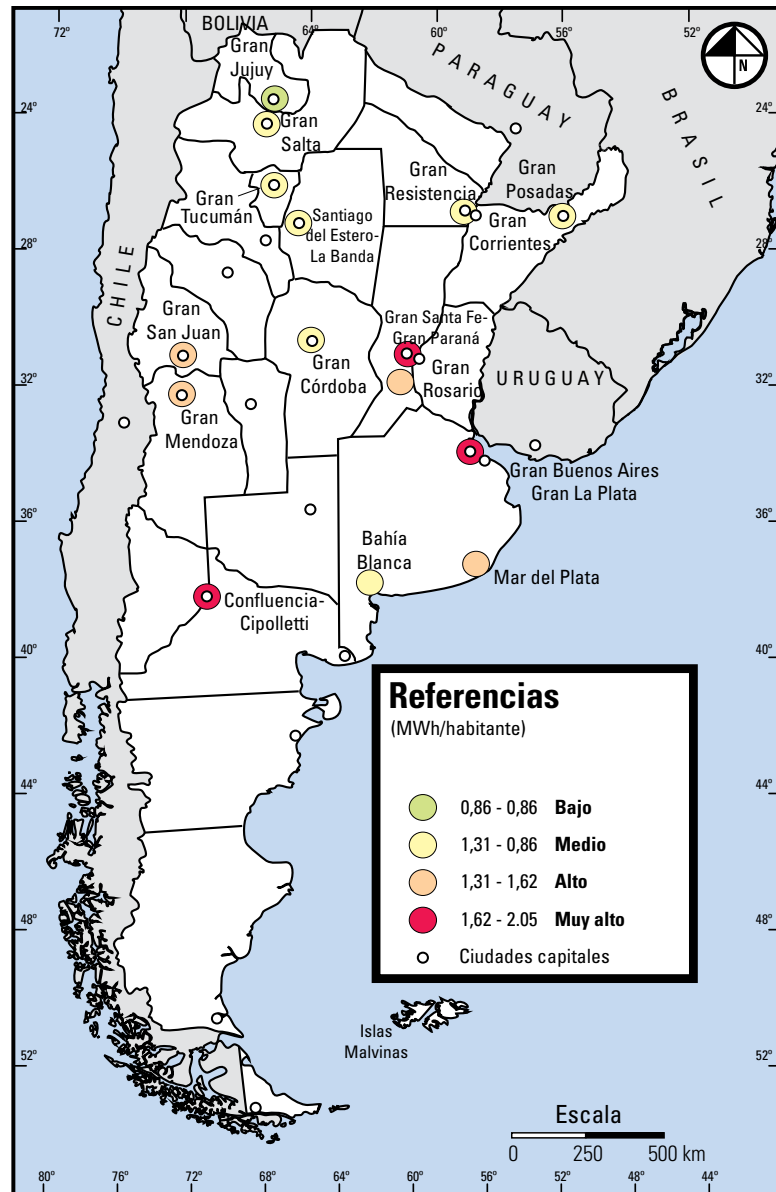 72°
68°
64°
60°
56°
52°
BOLIVIA
Gran
Jujuy
PARAGUAY
N
24°
24°
BRASIL
Gran
Salta
Gran
Resistencia
Gran
Posadas
Gran
Tucumán
Santiago
del Estero-
La Banda
Gran
Corrientes
28°
28°
CHILE
Gran
San Juan
Gran Santa Fe-
Gran Paraná
Gran
Córdoba
Gran
Rosario
URUGUAY
32°
32°
Gran
Mendoza
Gran Buenos Aires
Gran La Plata
36°
36°
Bahía
Blanca
Mar del Plata
Confluencia-
Cipolletti
40°
40°
Referencias
(MWh/habitante)
0,86 - 0,86 Bajo
1,31 - 0,86 Medio
1,31 - 1,62 Alto
1,62 - 2.05 Muy alto
Ciudades capitales
44°
44°
48°
48°
Islas
Malvinas
52°
52°
Escala
0 250 500 km
80°
76°
72°
68°
64°
60°
56°
52°
48°
44°